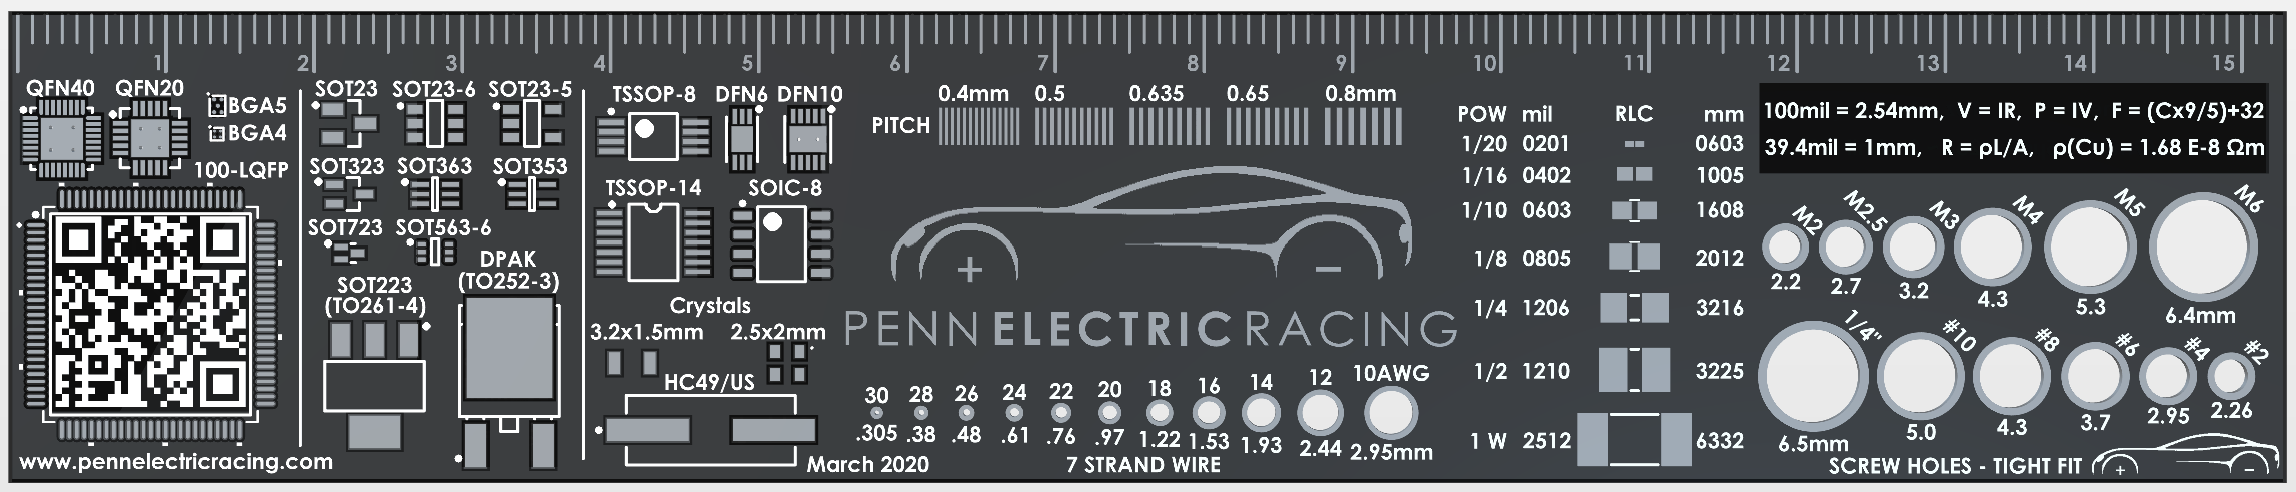 1 2 3 4 5 6 7 8 9 10 11 12 13 14 15
QFN40 QFN20
BGA5
BGA4
100-LQFP
www.pennelectricracing.com
SOT23 SOT23-6 SOT23-5
SOT323 SOT363 SOT353
SOT723 SOT563-6
SOT223
(TO261-4)
DPAK
(TO252-3)
TSSOP-8 DFN6 DFN10
TSSOP-14 SOIC-8
Crystals
3.2x1.5mm 2.5x2mm
HC49/US
March 2020
0.4mm 0.5 0.635 0.65 0.8mm
PITCH
+ −
PENNELECTRICRACING
30 28 26 24 22 20 18 16 14 12 10AWG
.305 .38 .48 .61 .76 .97 1.22 1.53 1.93 2.44 2.95mm
7 STRAND WIRE
POW mil RLC mm
1/20 0201 0603
1/16 0402 1005
1/10 0603 1608
1/8 0805 2012
1/4 1206 3216
1/2 1210 3225
1 W 2512 6332
100mil = 2.54mm, V = IR, P = IV, F = (Cx9/5)+32
39.4mil = 1mm, R = ρL/A, ρ(Cu) = 1.68 E-8 Ωm
M2 M2.5 M3 M4 M5 M6
2.2 2.7 3.2 4.3 5.3 6.4mm
1/4" #10 #8 #6 #4 #2
6.5mm 5.0 4.3 3.7 2.95 2.26
SCREW HOLES - TIGHT FIT
+ −